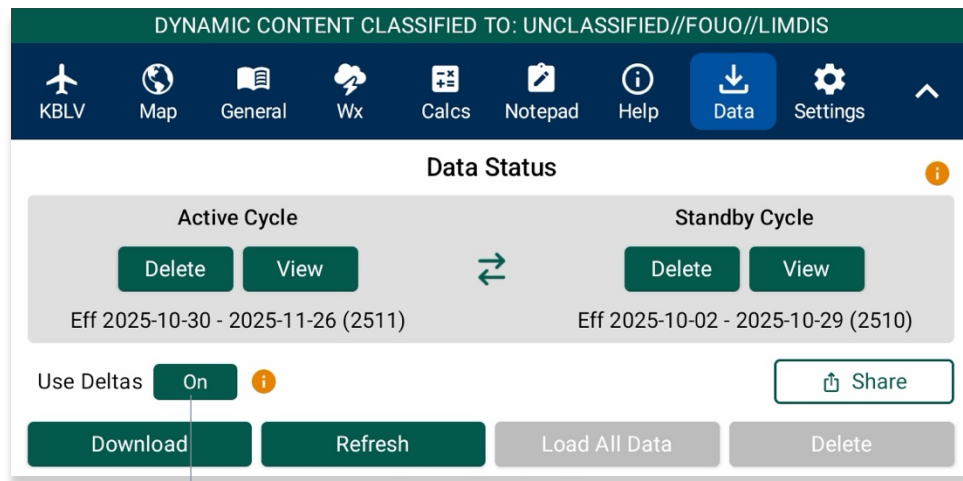 DYNAMIC CONTENT CLASSIFIED TO: UNCLASSIFIED//FOUO//LIMDIS
KBLV Map General Wx Calcs Notepad Help Data Settings
Data Status
Active Cycle Standby Cycle
Delete View Delete View
Eff 2025-10-30 - 2025-11-26 (2511) Eff 2025-10-02 - 2025-10-29 (2510)
Use Deltas On Share
Download Refresh Load All Data Delete